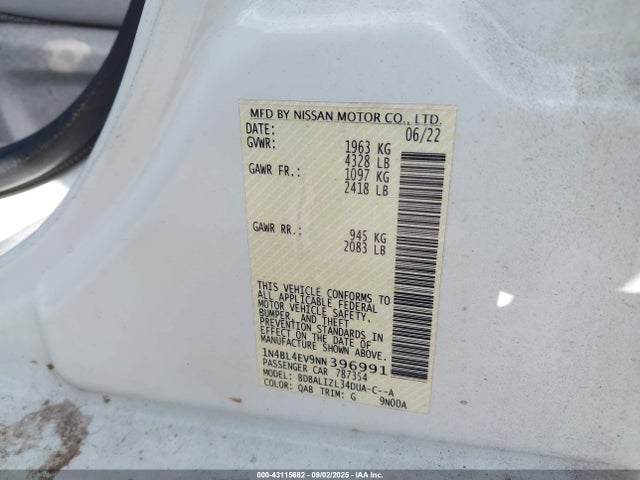 MFD BY NISSAN MOTOR CO., LTD.
DATE: 06/22
GVWR: 1963 KG
4328 LB
GAWR FR.: 1097 KG
2418 LB
GAWR RR.: 945 KG
2083 LB
THIS VEHICLE CONFORMS TO
ALL APPLICABLE FEDERAL
MOTOR VEHICLE SAFETY,
BUMPER, AND THEFT
PREVENTION STANDARDS IN
EFFECT ON THE DATE OF
MANUFACTURE SHOWN ABOVE.
1N4BL4EV9NN396991
PASSENGER CAR 787354
MODEL: BDBALIZL34DUA-C--A
COLOR: QAB TRIM: G 9N00A
000-43115682 - 09/02/2025 - IAA Inc.